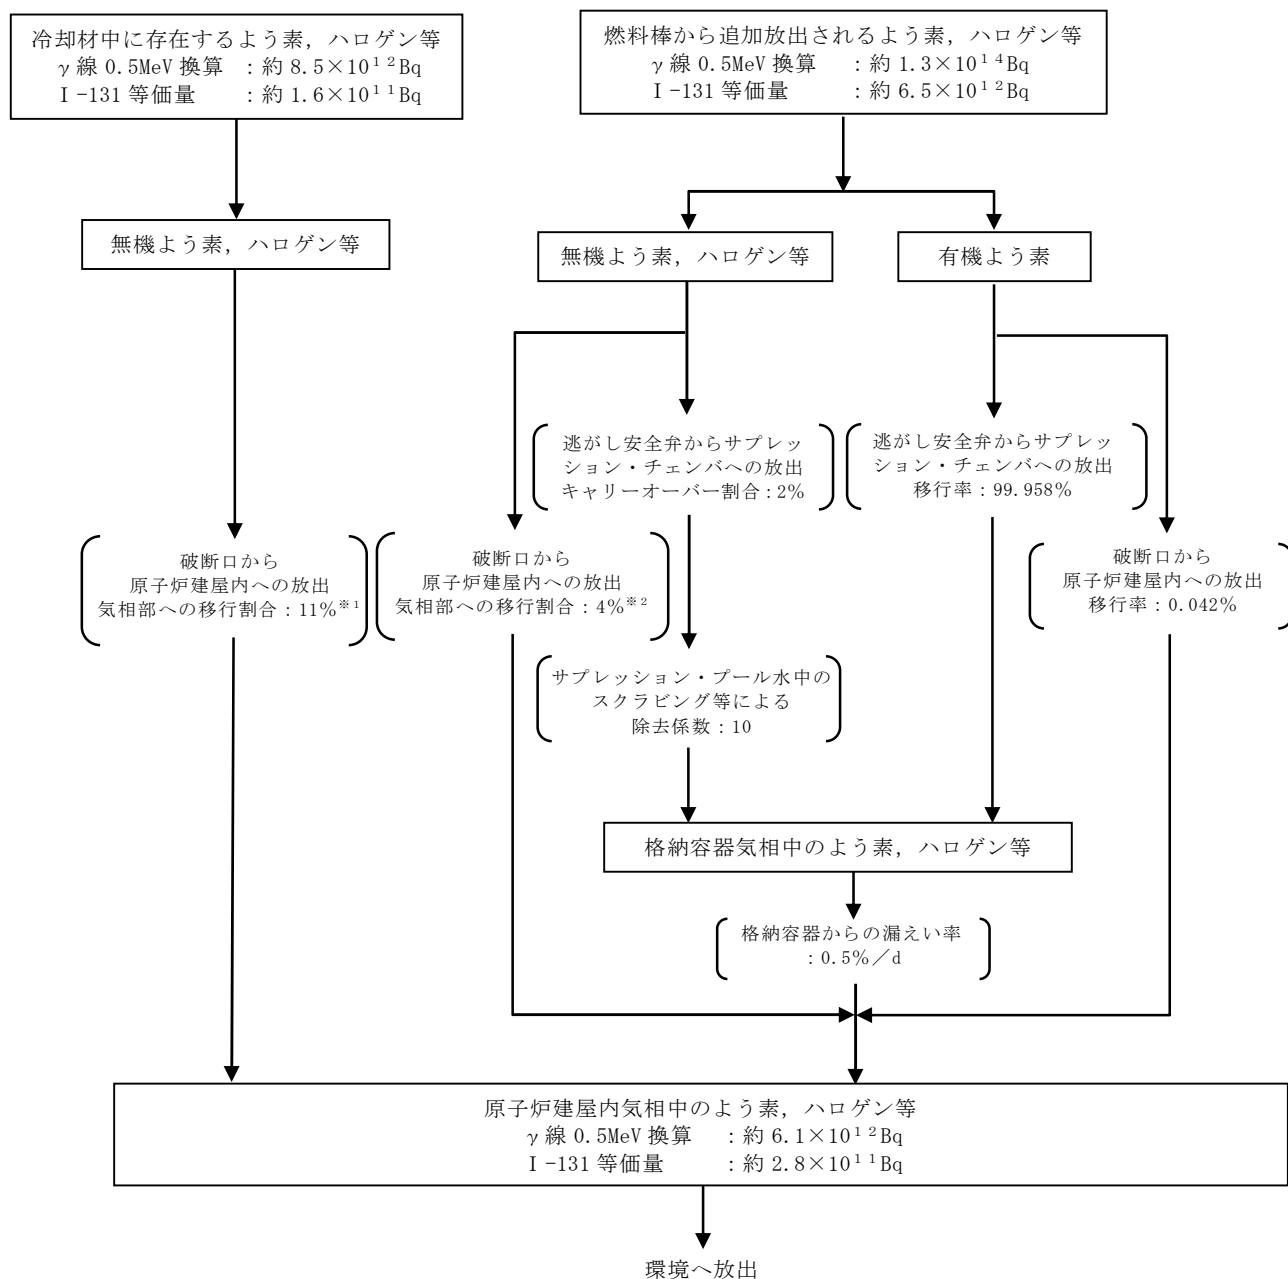 冷却材中に存在するよう素，ハロゲン等
γ線 0.5MeV 換算　：約 8.5×10¹²Bq
Ⅰ-131 等価量　：約 1.6×10¹¹Bq
燃料棒から追加放出されるよう素，ハロゲン等
γ線 0.5MeV 換算　：約 1.3×10¹⁴Bq
Ⅰ-131 等価量　：約 6.5×10¹²Bq
無機よう素，ハロゲン等
無機よう素，ハロゲン等
有機よう素
逃がし安全弁からサプレッ
ション・チェンバへの放出
キャリーオーバー割合：2%
逃がし安全弁からサプレッ
ション・チェンバへの放出
移行率：99.958%
破断口から
原子炉建屋内への放出
気相部への移行割合：11%※¹
破断口から
原子炉建屋内への放出
気相部への移行割合：4%※²
破断口から
原子炉建屋内への放出
移行率：0.042%
サプレッション・プール水中の
スクラビング等による
除去係数：10
格納容器気相中のよう素，ハロゲン等
格納容器からの漏えい率
：0.5%／d
原子炉建屋内気相中のよう素，ハロゲン等
γ線 0.5MeV 換算　：約 6.1×10¹²Bq
Ⅰ-131 等価量　：約 2.8×10¹¹Bq
環境へ放出